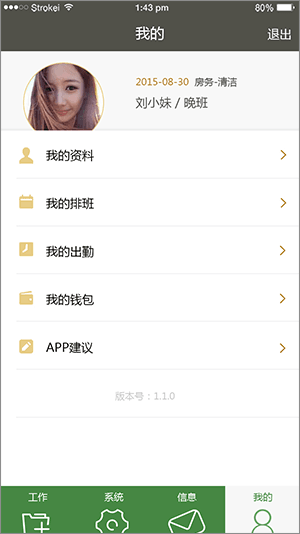 Strokei 1:43 pm 80%
我的 退出
2015-08-30 房务-清洁
刘小妹 / 晚班
我的资料
我的排班
我的出勤
我的钱包
APP建议
版本号：1.1.0
工作 系统 信息 我的